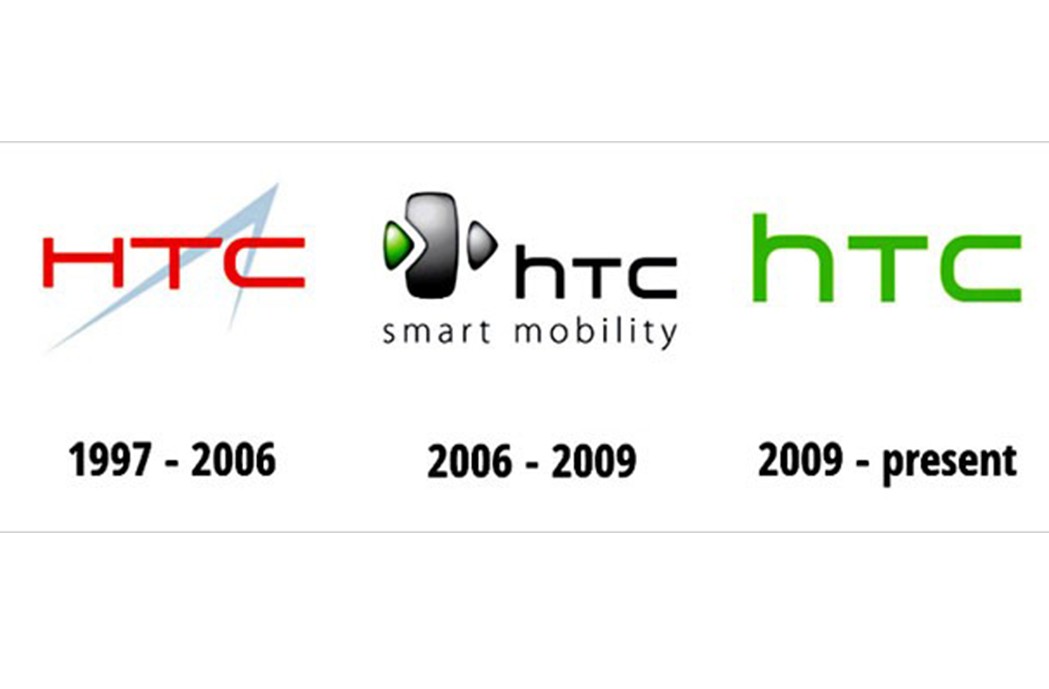 HTC
hTC
smart mobility
hTC
1997 - 2006
2006 - 2009
2009 - present